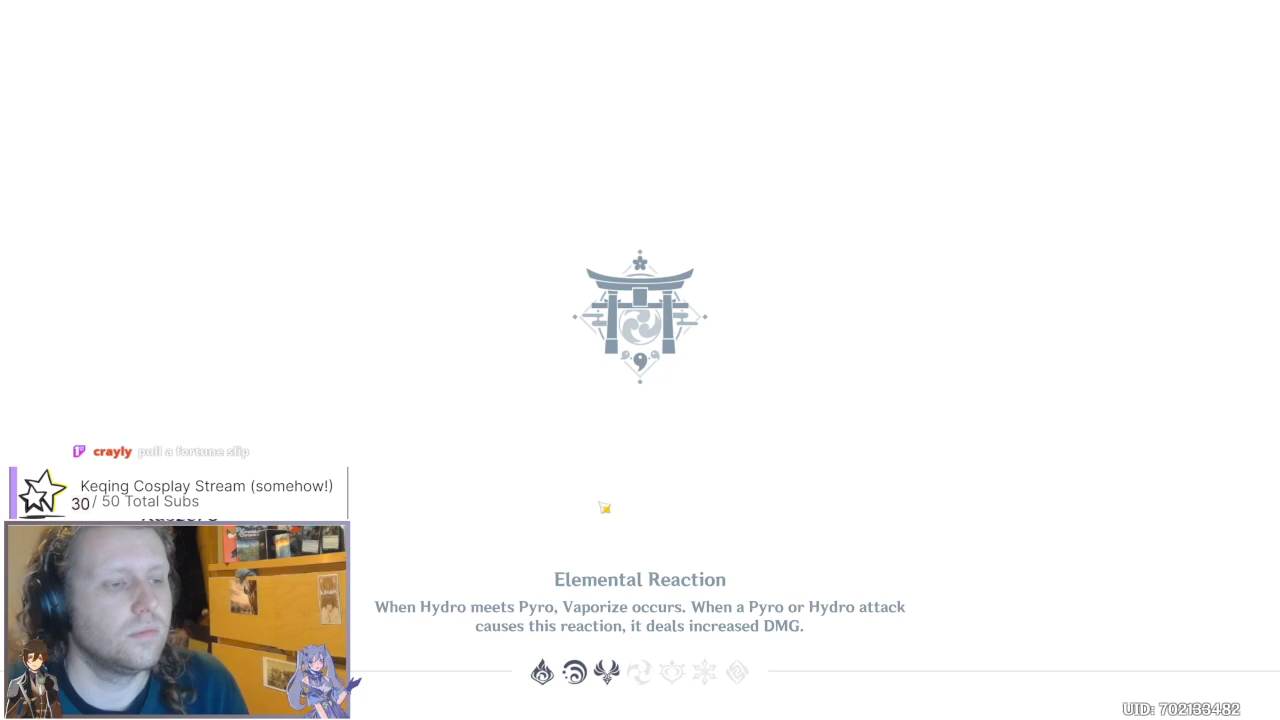 crayly pull a fortune slip
Keqing Cosplay Stream (somehow!)
30 / 50 Total Subs
Elemental Reaction
When Hydro meets Pyro, Vaporize occurs. When a Pyro or Hydro attack
causes this reaction, it deals increased DMG.
UID: 702133482